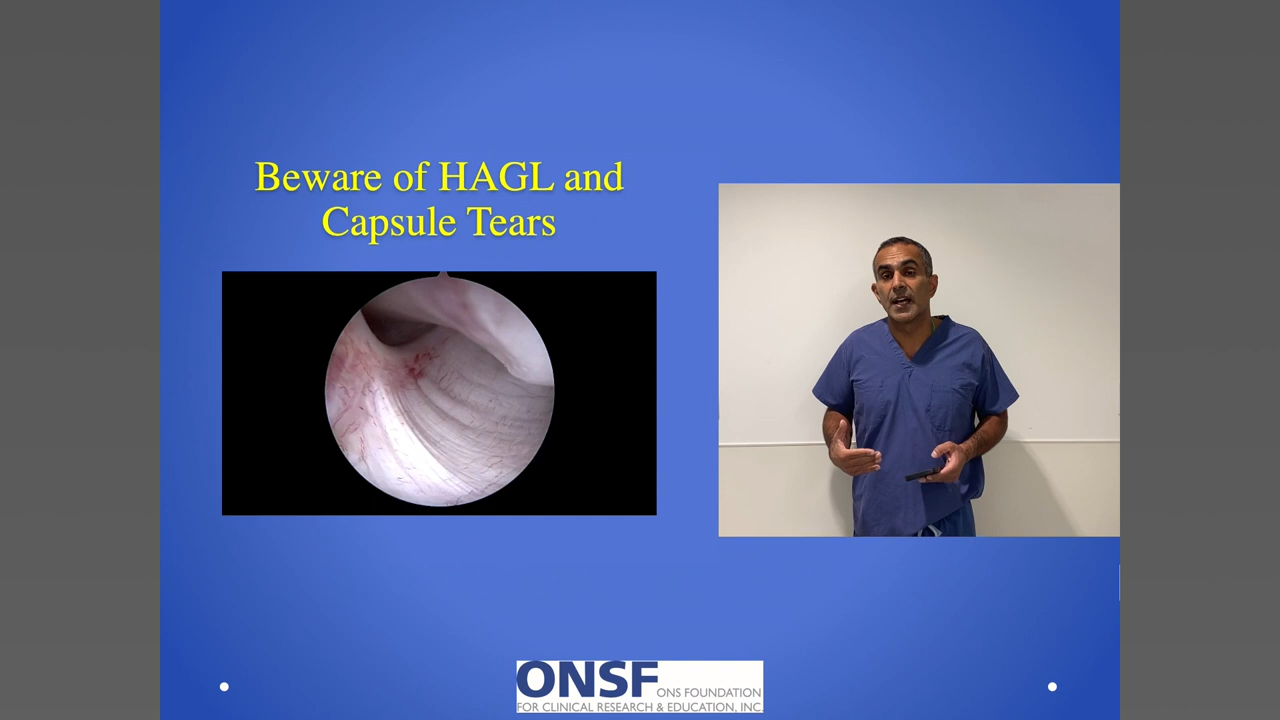 Beware of HAGL and
Capsule Tears
ONSF ONS FOUNDATION
FOR CLINICAL RESEARCH & EDUCATION, INC.